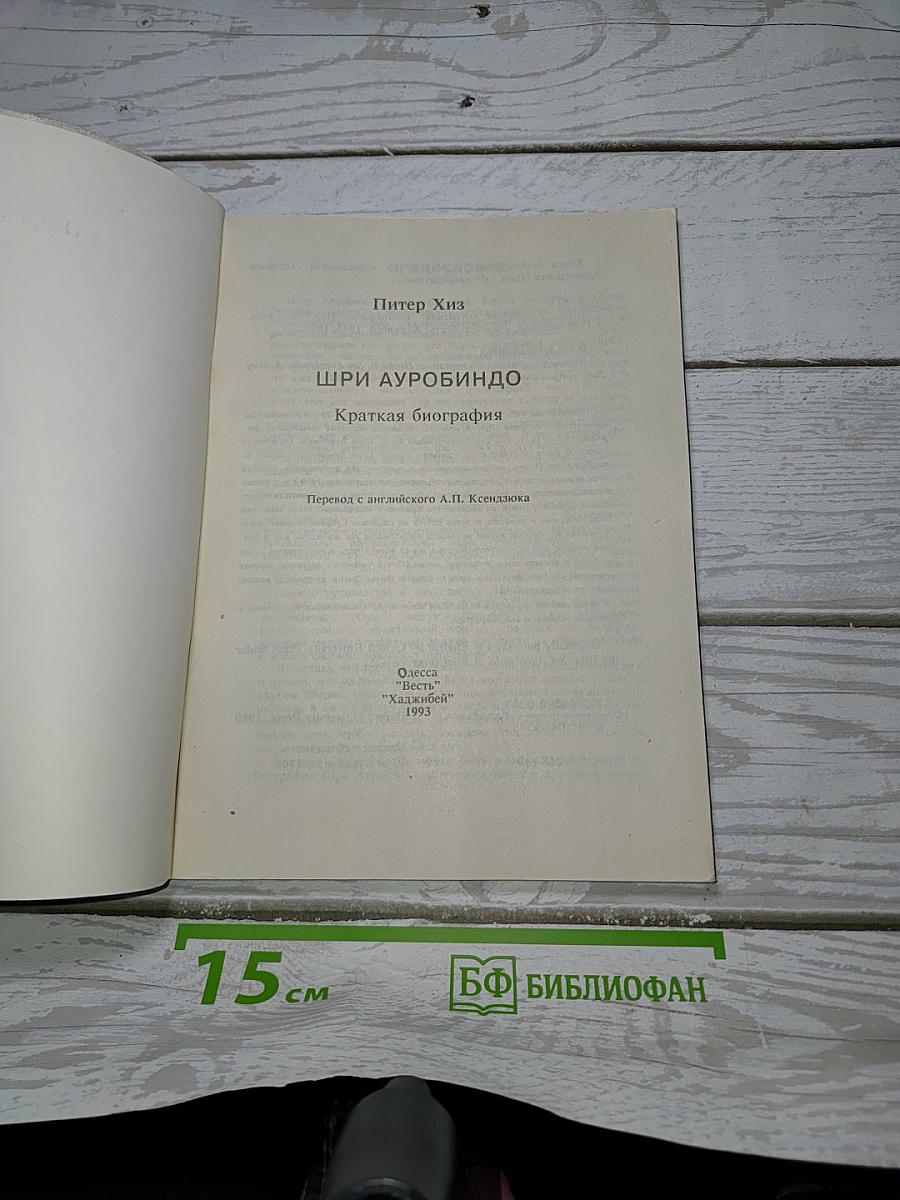 Питер Хиз
ШРИ АУРОБИНДО
Краткая биография
Перевод с английского А.П. Ксендзюка
Одесса
"Весть"
"Хаджибей"
1993
15 см
БФ БИБЛИОФАН